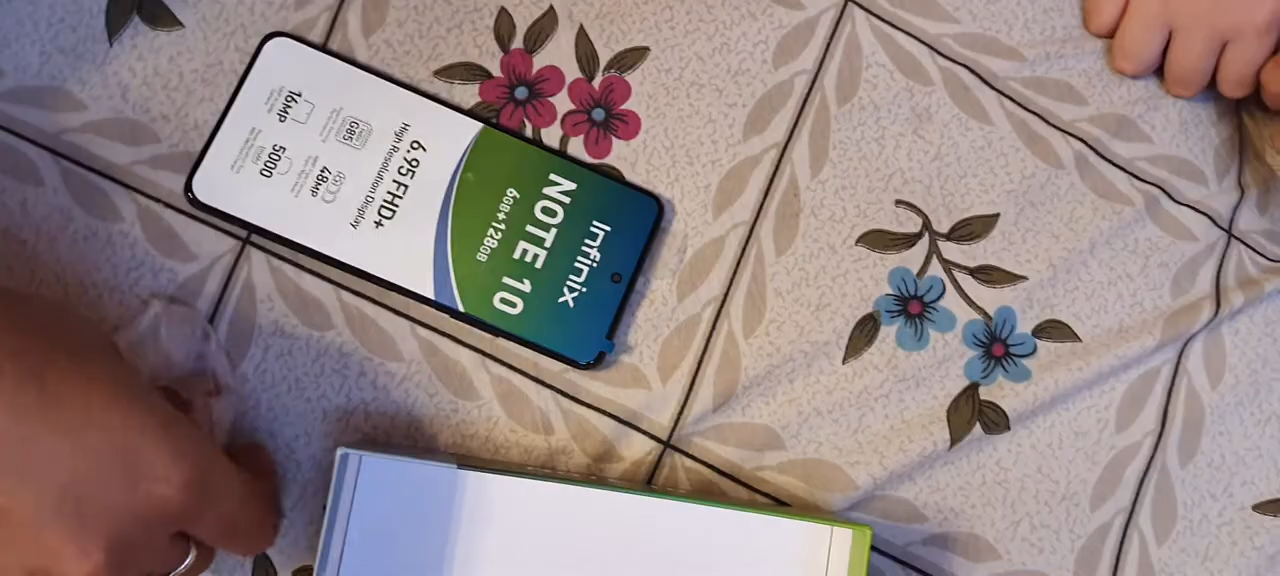 Infinix
NOTE 10
6GB+128GB
6.95 FHD+
High Resolution Display
G85
48MP
5000
16MP